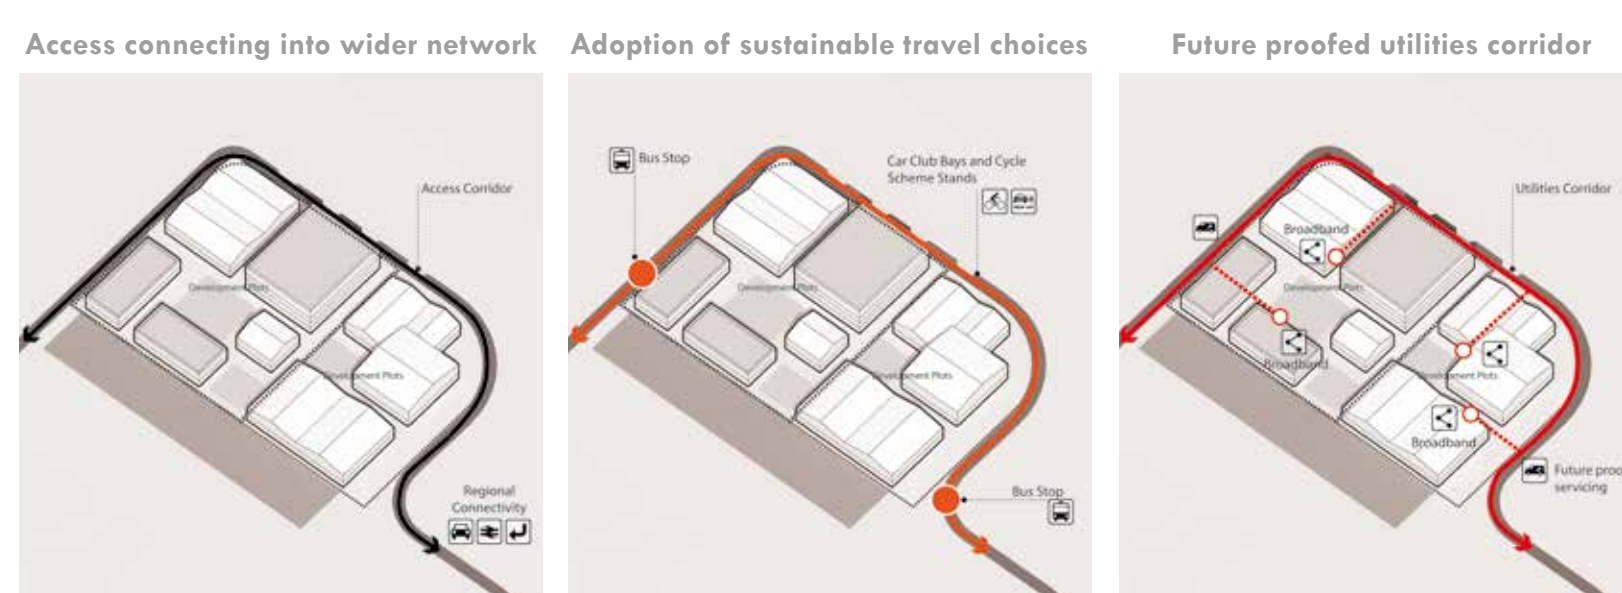 Access connecting into wider network
Adoption of sustainable travel choices
Future proofed utilities corridor
Access Corridor
Development Plots
Development Plots
Regional
Connectivity
Bus Stop
Car Club Bays and Cycle
Scheme Stands
Development Plots
Development Plots
Bus Stop
Utilities Corridor
Broadband
Development Plots
Broadband
Development Plots
Broadband
Future proo
servicing